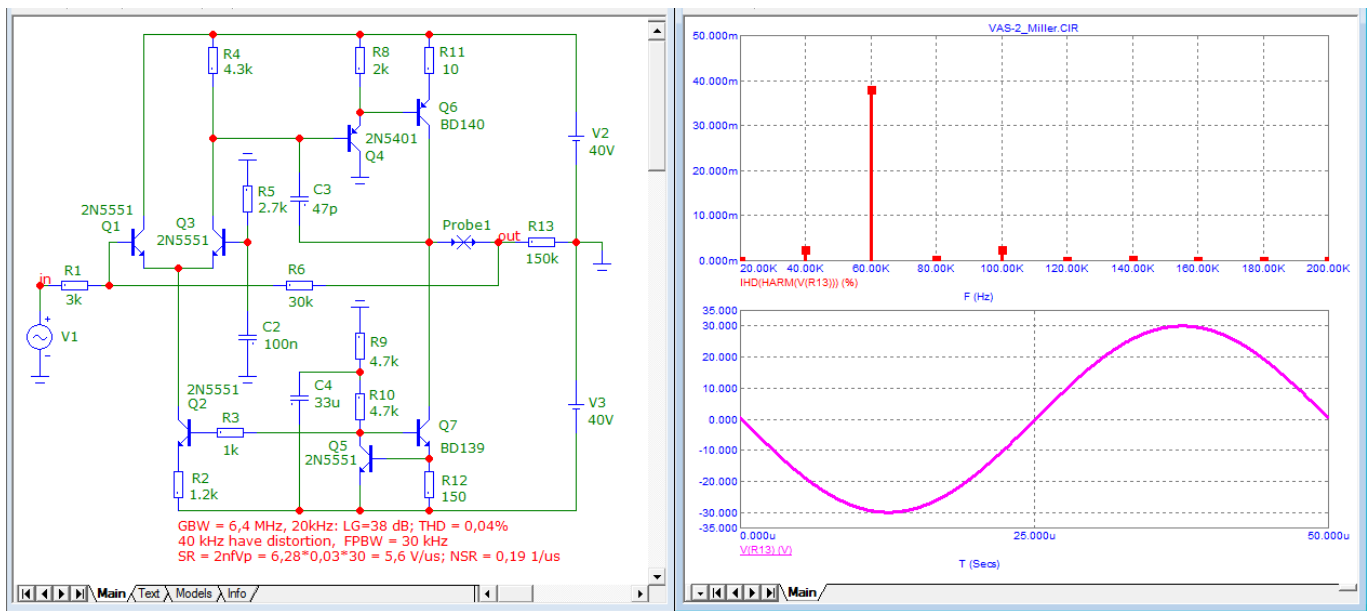 R4
4.3k
R8
2k
R11
10
Q6
BD140
2N5401
Q4
V2
40V
R5
2.7k
C3
47p
2N5551
Q1
Q3
2N5551
Probe1
out
R13
150k
in
R1
3k
R6
30k
V1
C2
100n
R9
4.7k
C4
33u
R10
4.7k
V3
40V
2N5551
Q2
R3
1k
Q7
BD139
Q5
2N5551
R2
1.2k
R12
150
GBW = 6,4 MHz, 20kHz: LG=38 dB; THD = 0,04%
40 kHz have distortion, FPBW = 30 kHz
SR = 2пfVp = 6,28*0,03*30 = 5,6 V/us; NSR = 0,19 1/us
Main Text Models Info
VAS-2_Miller.CIR
50.000m
40.000m
30.000m
20.000m
10.000m
0.000m
20.00K 40.00K 60.00K 80.00K 100.00K 120.00K 140.00K 160.00K 180.00K 200.00K
IHD(HARM(V(R13))) (%)
F (Hz)
30.000
20.000
10.000
0.000
-10.000
-20.000
-30.000
-35.000
35.000
0.000u 25.000u 50.000u
V(R13) (V)
T (Secs)
Main